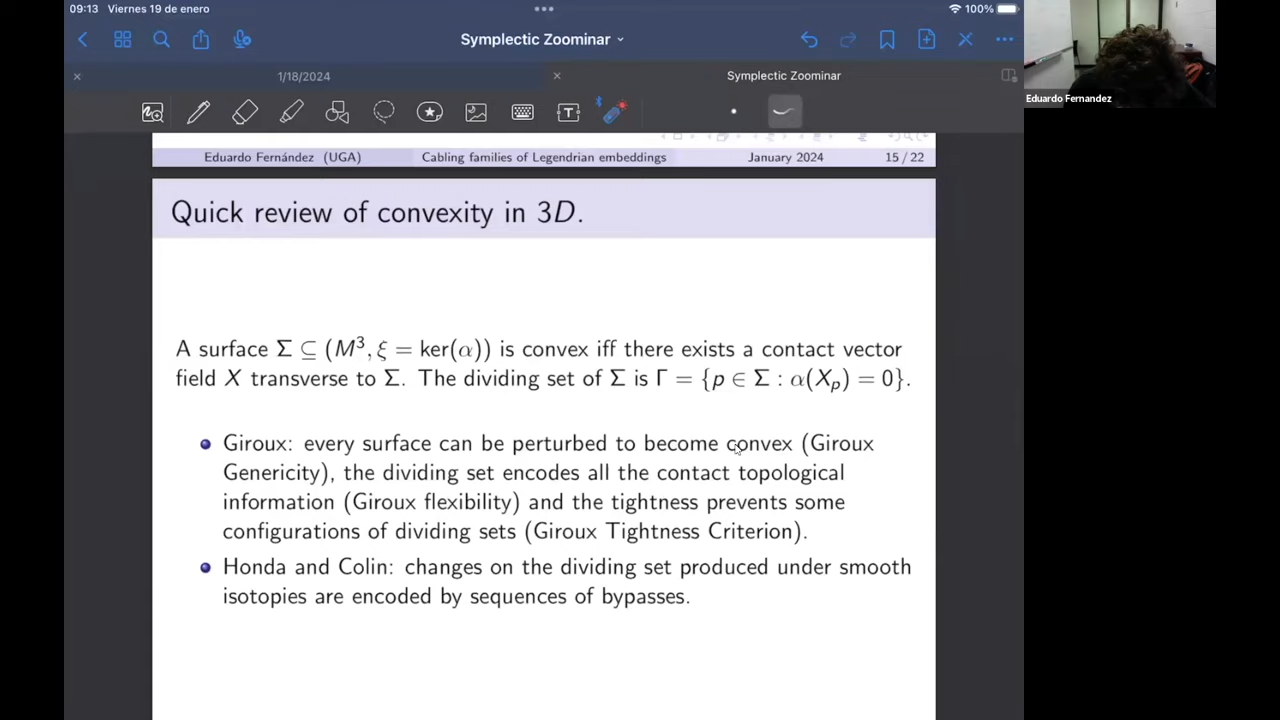 09:13 Viernes 19 de enero
100%
Symplectic Zoominar
1/18/2024
Symplectic Zoominar
Eduardo Fernandez
Eduardo Fernández (UGA) Cabling families of Legendrian embeddings January 2024 15 / 22
Quick review of convexity in 3D.
A surface Σ ⊆ (M³, ξ = ker(α)) is convex iff there exists a contact vector
field X transverse to Σ. The dividing set of Σ is Γ = {p ∈ Σ : α(Xₚ) = 0}.
Giroux: every surface can be perturbed to become convex (Giroux
Genericity), the dividing set encodes all the contact topological
information (Giroux flexibility) and the tightness prevents some
configurations of dividing sets (Giroux Tightness Criterion).
Honda and Colin: changes on the dividing set produced under smooth
isotopies are encoded by sequences of bypasses.